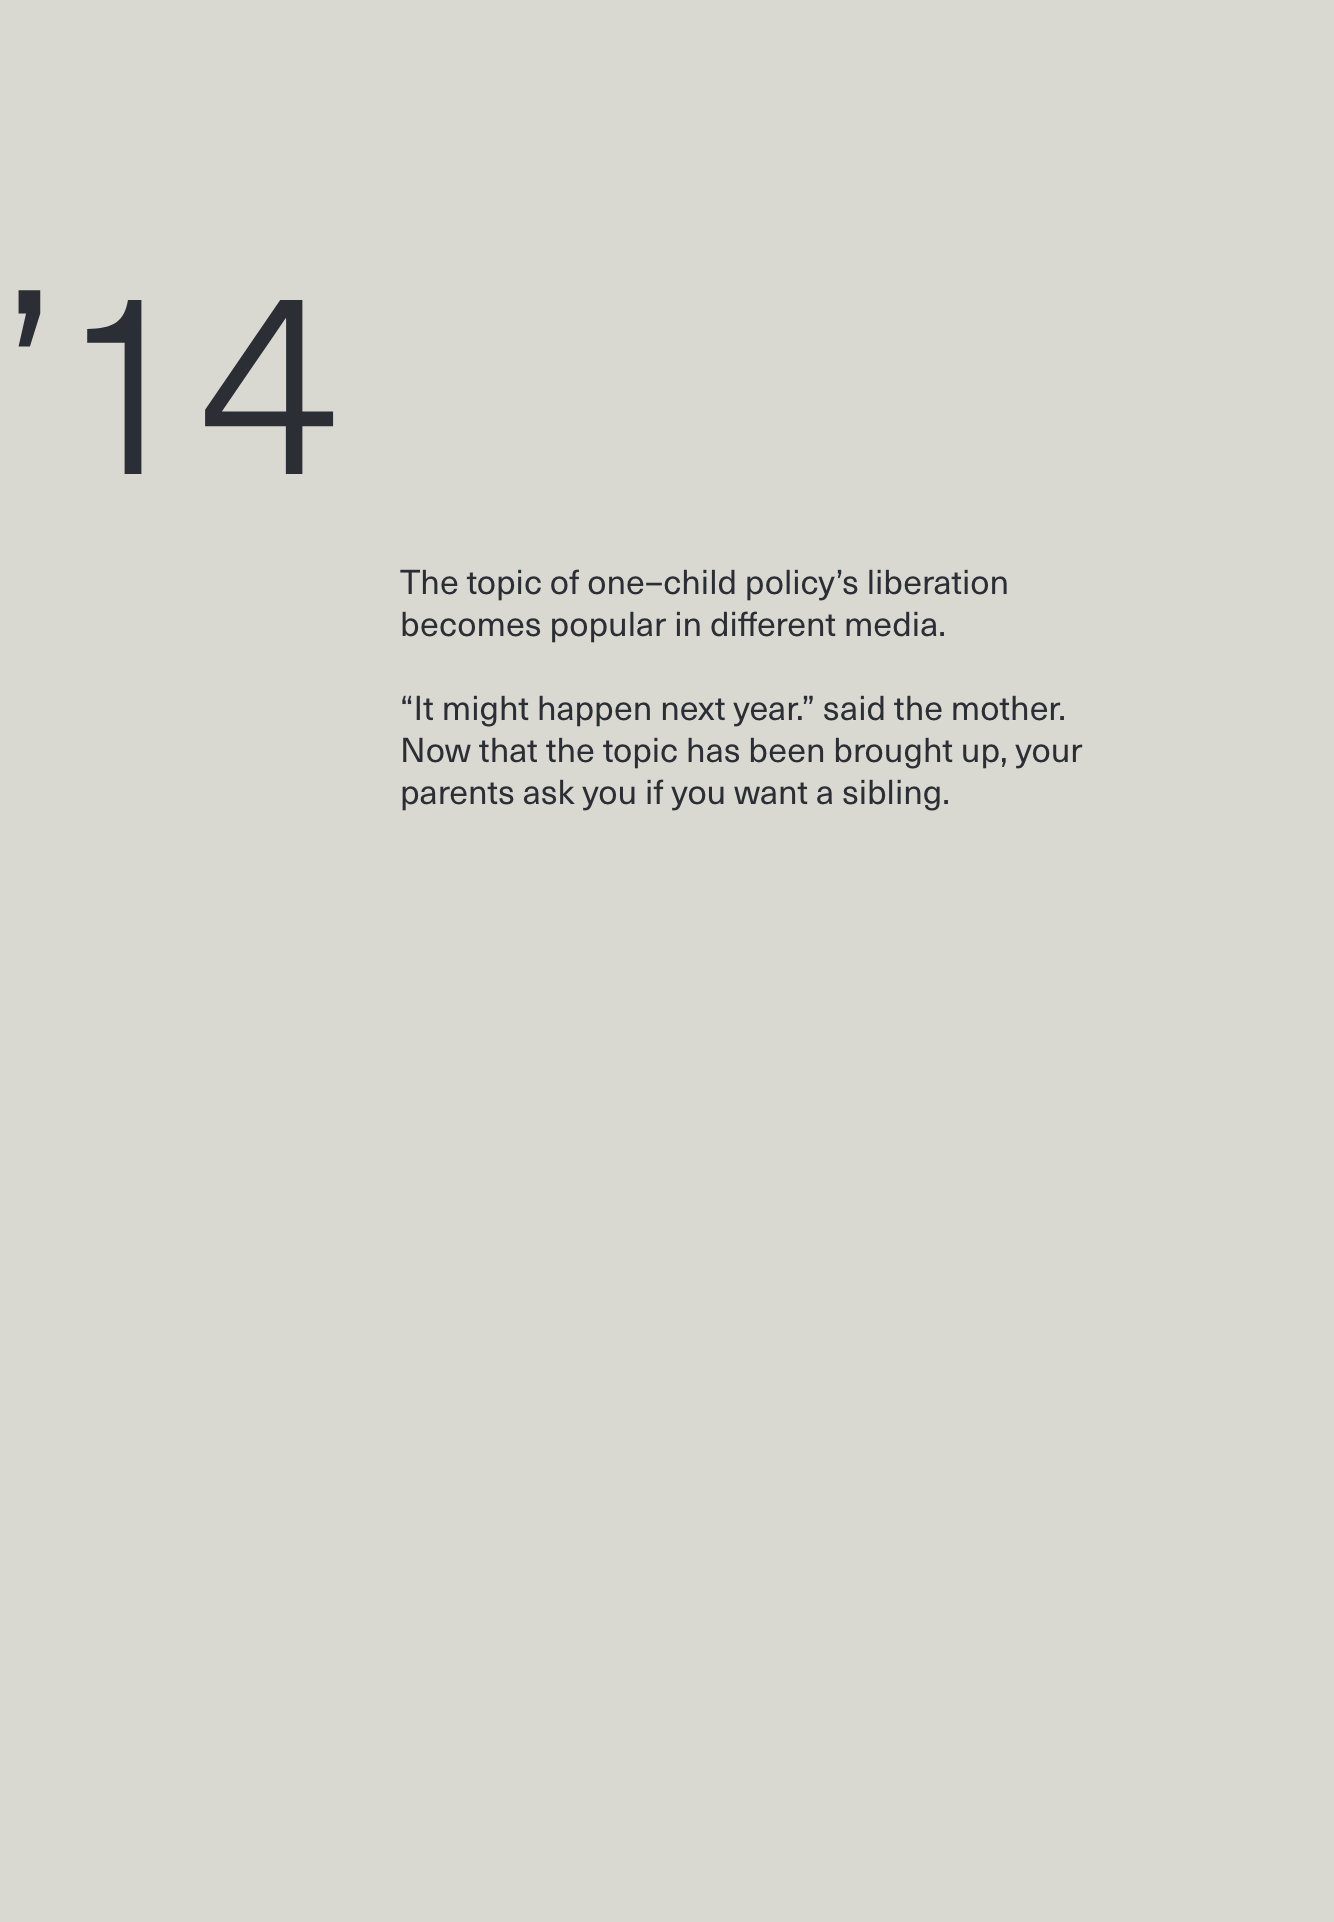 ’14
The topic of one–child policy’s liberation
becomes popular in different media.
“It might happen next year.” said the mother.
Now that the topic has been brought up, your
parents ask you if you want a sibling.